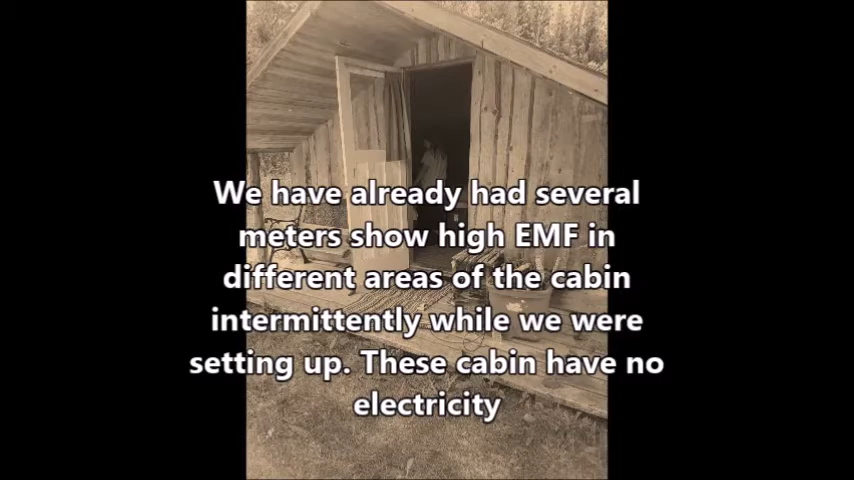 We have already had several
meters show high EMF in
different areas of the cabin
intermittently while we were
setting up. These cabin have no
electricity